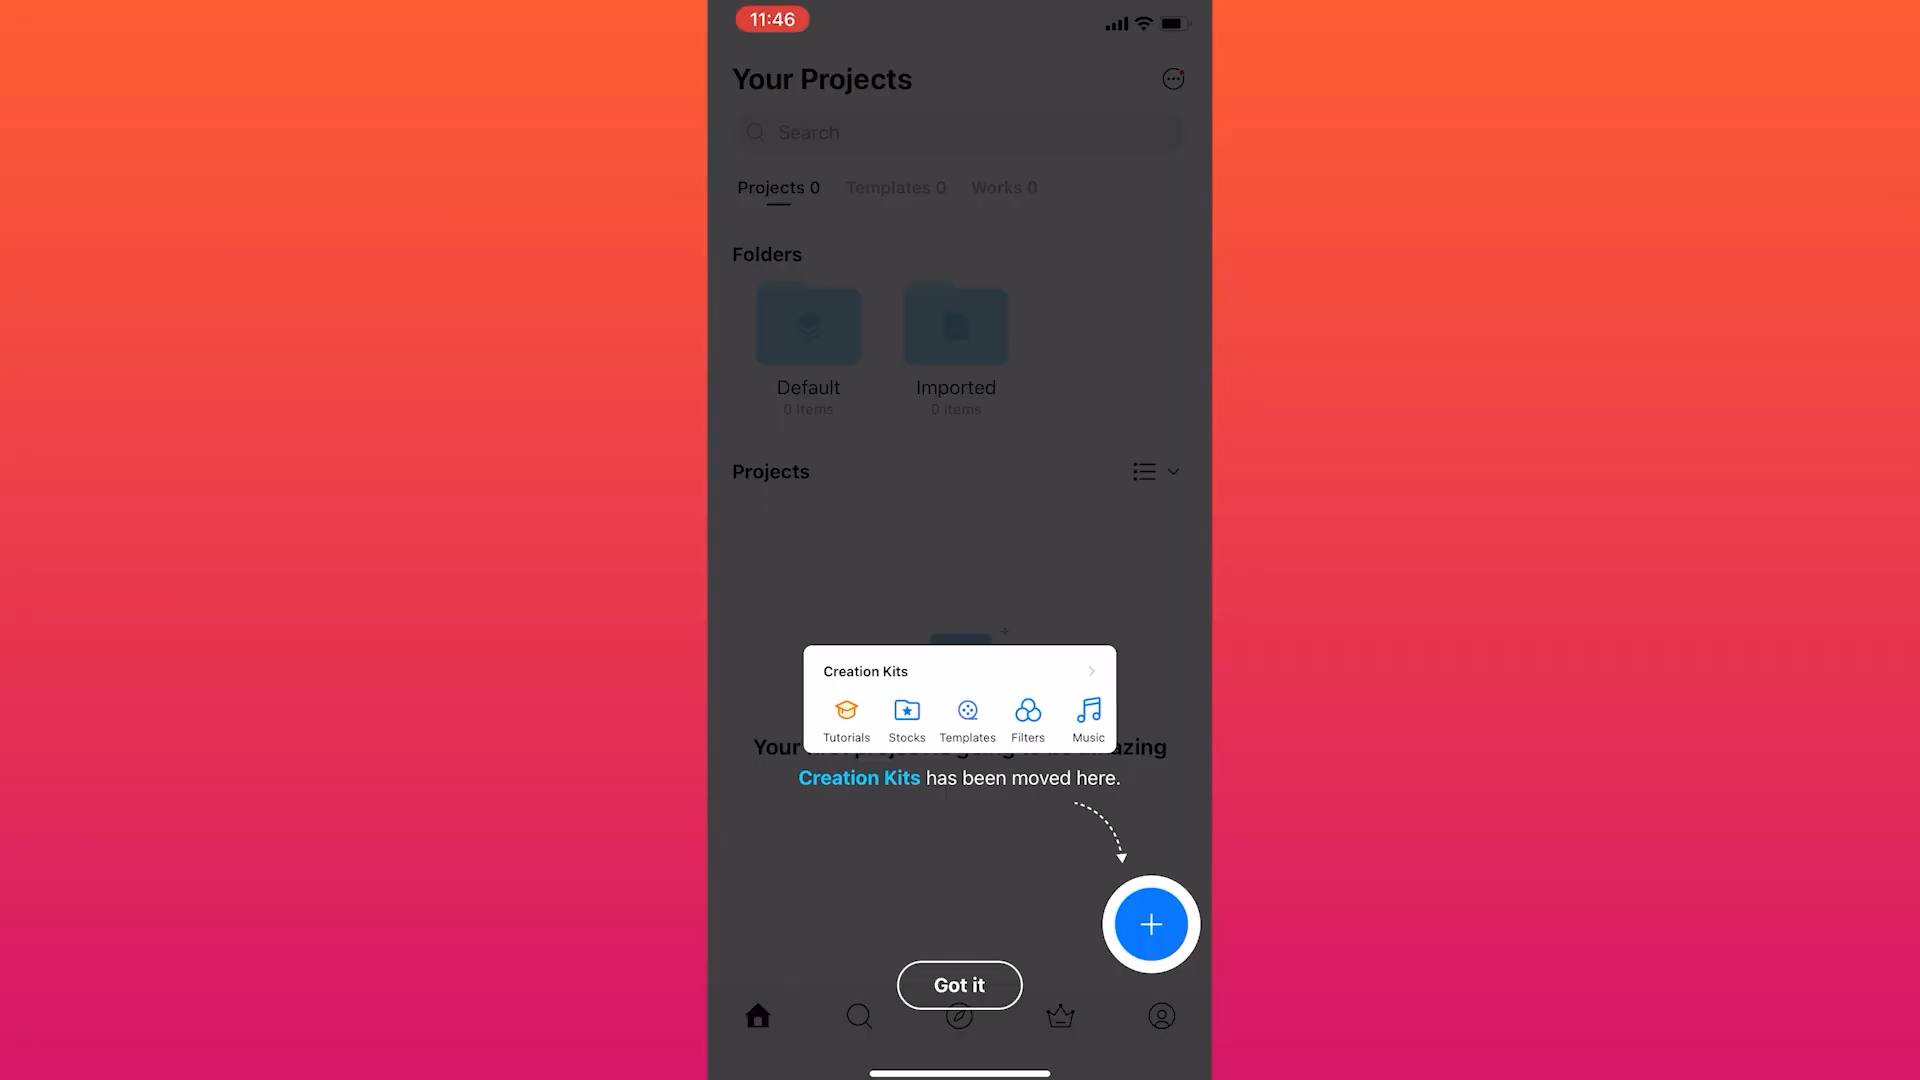 11:46
Your Projects
Search
Projects 0 Templates 0 Works 0
Folders
Default Imported
0 items 0 items
Projects
Creation Kits
Tutorials Stocks Templates Filters Music
Your azing
Creation Kits has been moved here.
Got it